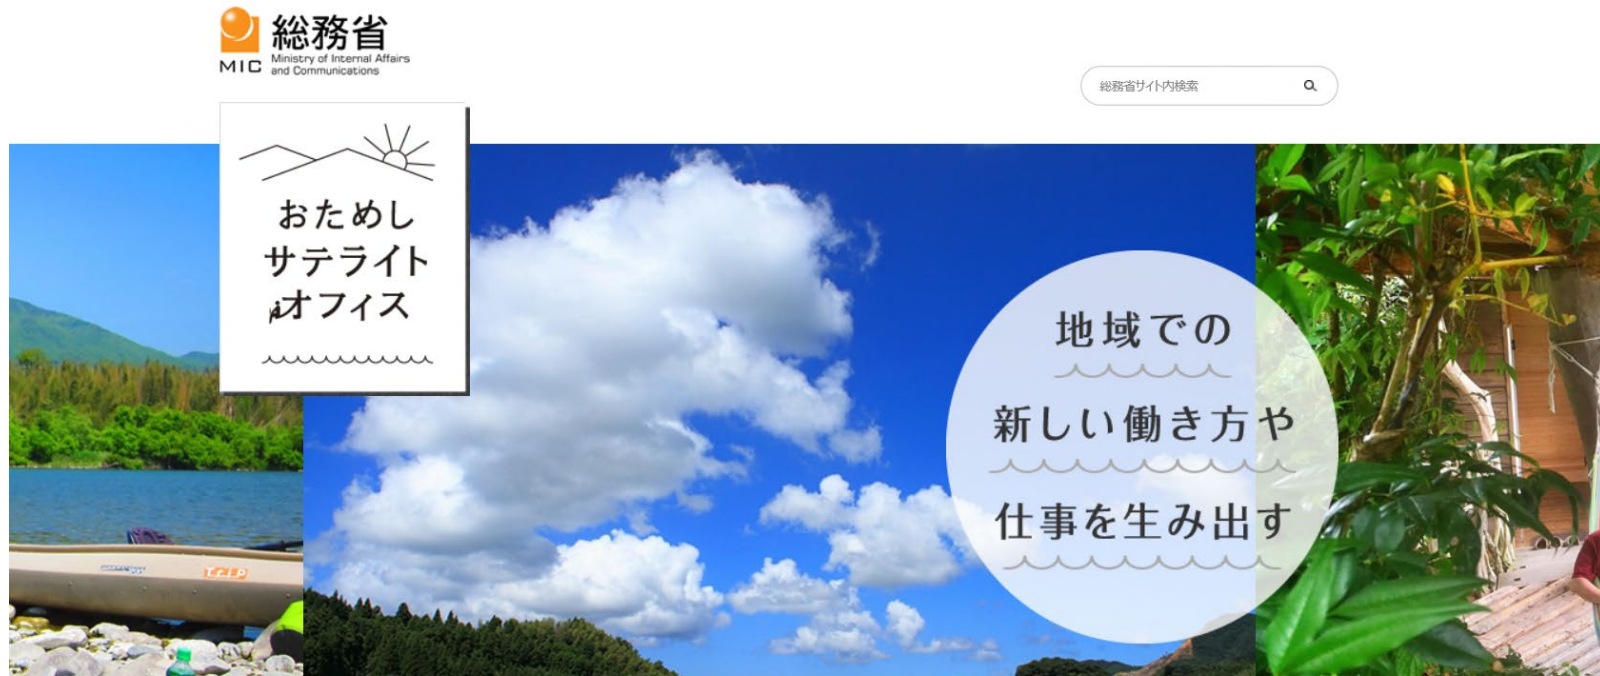 総務省
MIC
Ministry of Internal Affairs
and Communications
総務省サイト内検索
おためし
サテライト
オフィス
地域での
新しい働き方や
仕事を生み出す
Trip